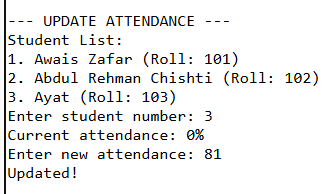 --- UPDATE ATTENDANCE ---
Student List:
1. Awais Zafar (Roll: 101)
2. Abdul Rehman Chishti (Roll: 102)
3. Ayat (Roll: 103)
Enter student number: 3
Current attendance: 0%
Enter new attendance: 81
Updated!